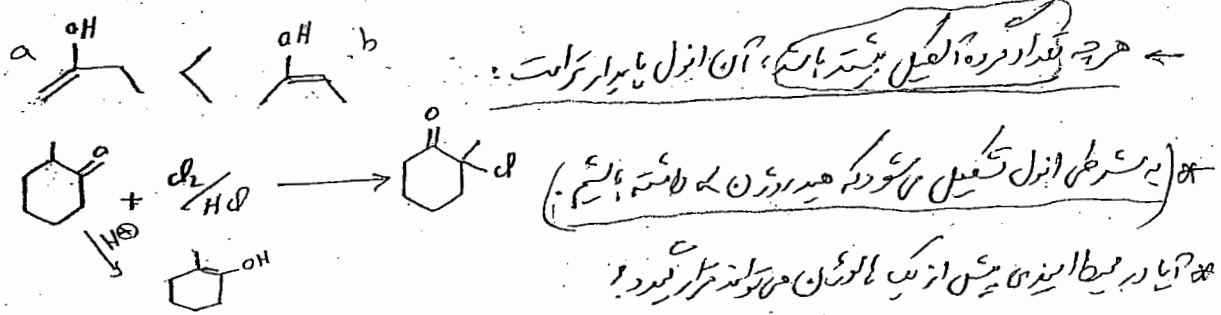 ← هرچه تعداد گروه آلکیل بیشتر باشد، آن انول پایدارتر است:
a OH < OH b
O Cl
O + Cl2/HCl
*(به شرطی انول تشکیل می‌شود که هیدروژن α داشته باشیم.)
H⊕
OH
* آیا در محیط اسیدی بیش از یک هالوژن می‌تواند قرار گیرد؟